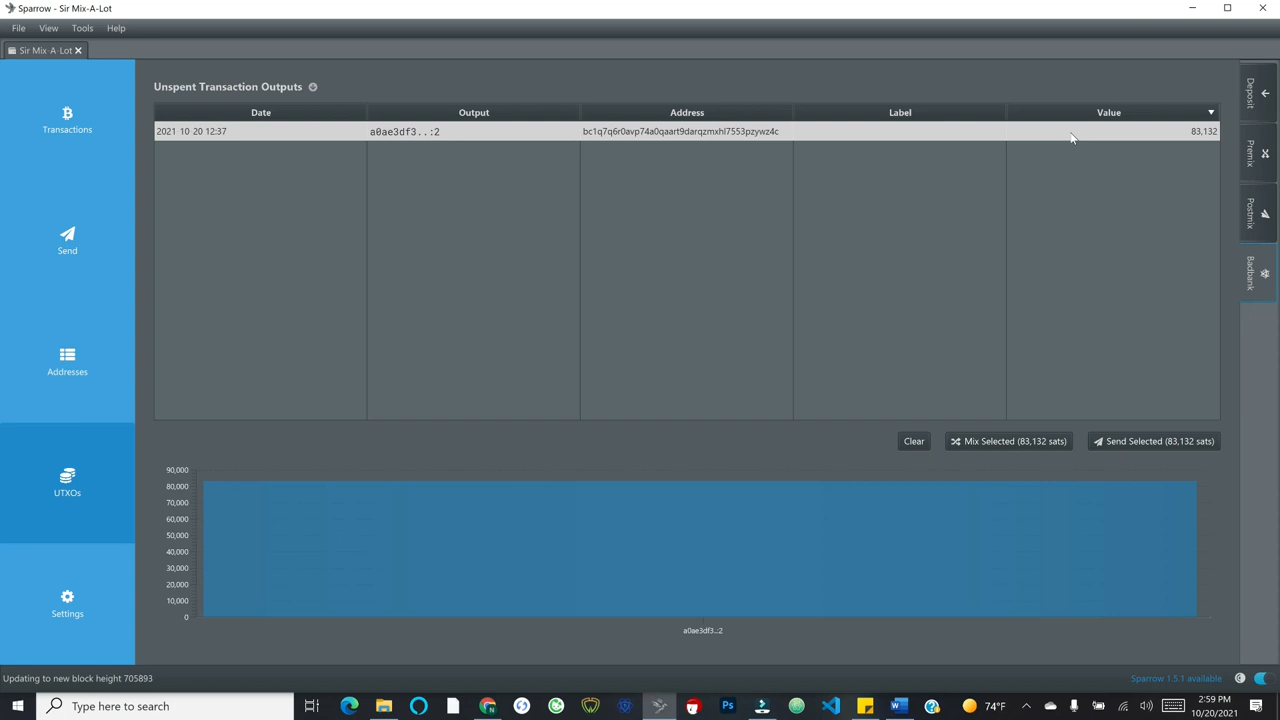 Sparrow - Sir Mix-A-Lot
File View Tools Help
Sir Mix-A-Lot
Transactions
Send
Addresses
UTXOs
Settings
Unspent Transaction Outputs
Date Output Address Label Value
2021-10-20 12:37 a0ae3df3..:2 bc1q7q6r0avp74a0qaart9darqzmxhl7553pzywz4c 83,132
Clear Mix Selected (83,132 sats) Send Selected (83,132 sats)
90,000
80,000
70,000
60,000
50,000
40,000
30,000
20,000
10,000
0
a0ae3df3..:2
Deposit
Premix
Postmix
Badbank
Updating to new block height 705893
Sparrow 1.5.1 available
Type here to search
74°F
2:59 PM
10/20/2021